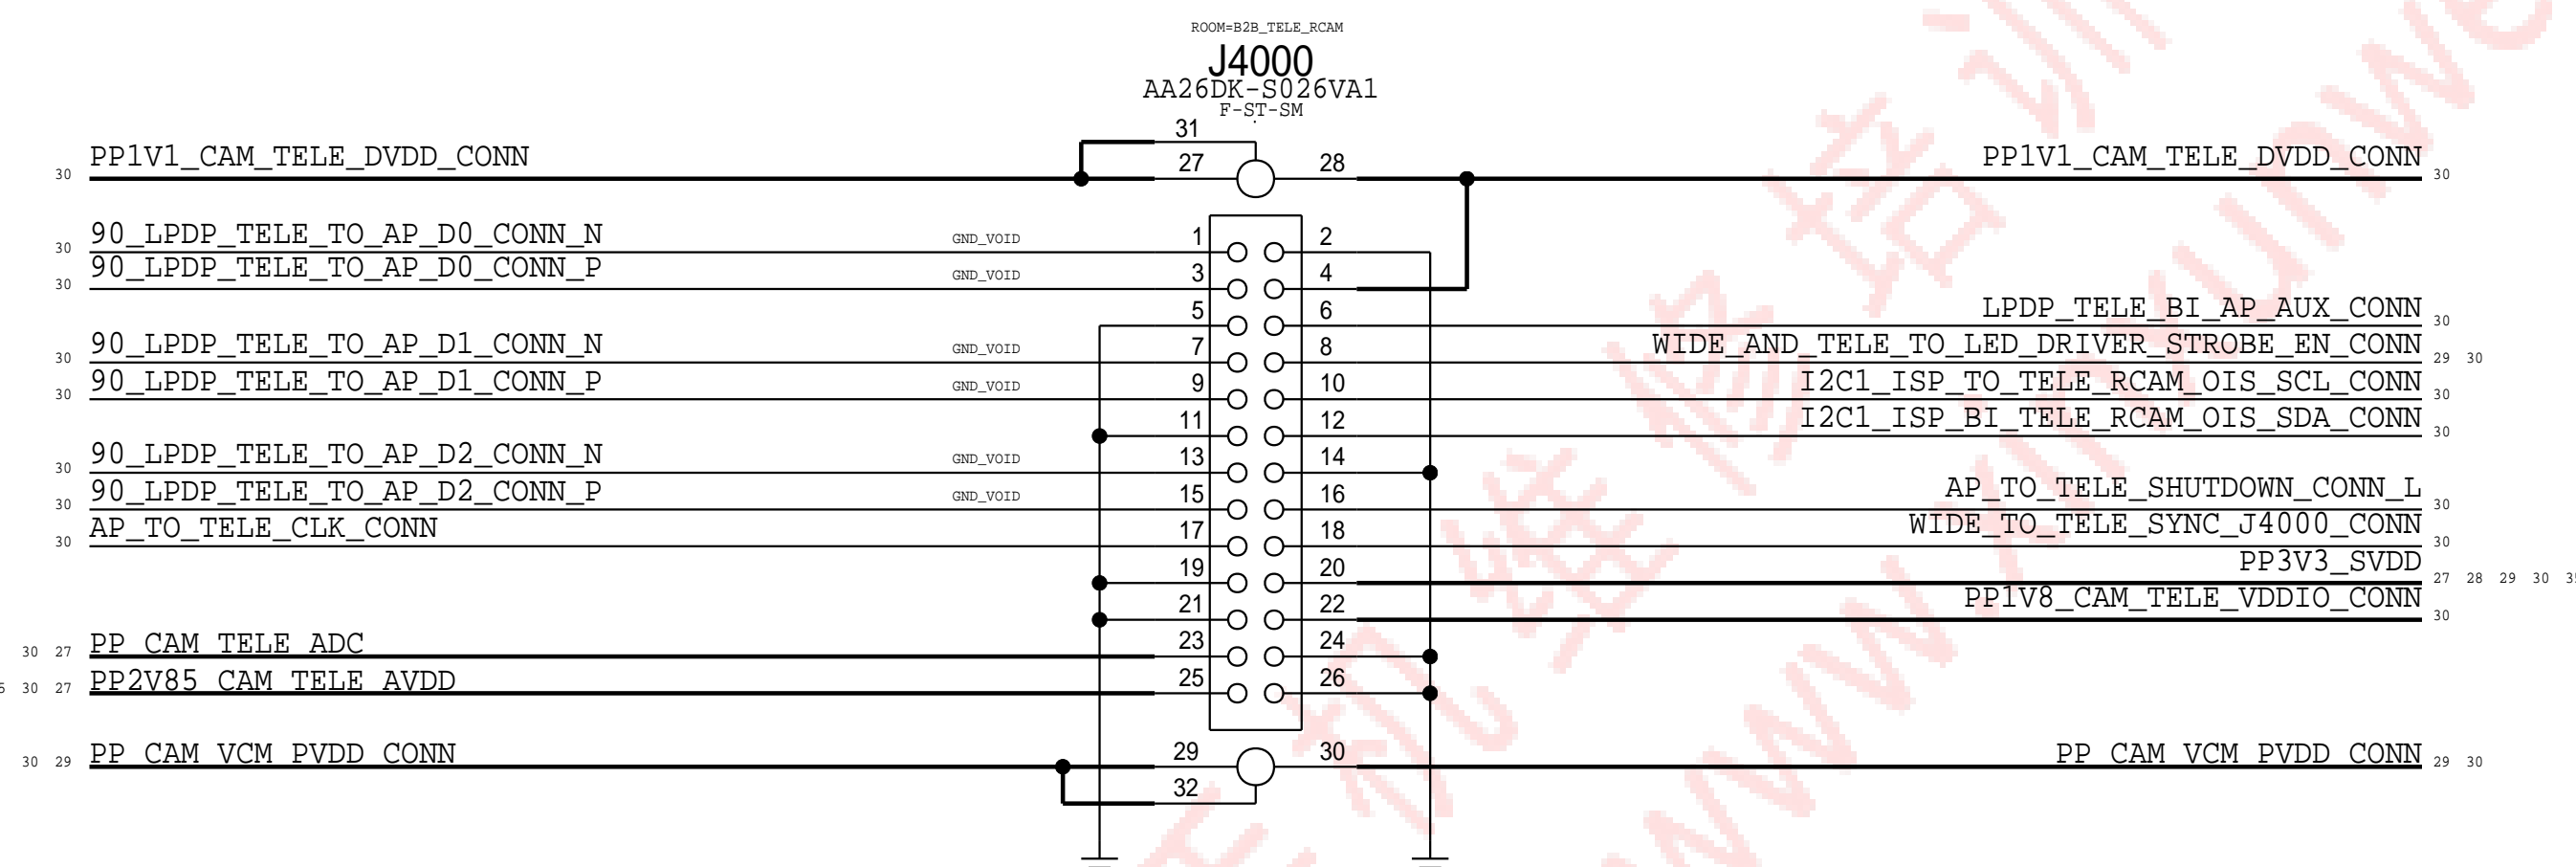 ROOM=B2B_TELE_RCAM
J4000
AA26DK-S026VA1
F-ST-SM
31
PP1V1_CAM_TELE_DVDD_CONN 27 28 PP1V1_CAM_TELE_DVDD_CONN
30 30
90_LPDP_TELE_TO_AP_D0_CONN_N GND_VOID 1 2
30
90_LPDP_TELE_TO_AP_D0_CONN_P GND_VOID 3 4
30
5 6 LPDP_TELE_BI_AP_AUX_CONN
30
90_LPDP_TELE_TO_AP_D1_CONN_N GND_VOID 7 8 WIDE_AND_TELE_TO_LED_DRIVER_STROBE_EN_CONN
30 29 30
90_LPDP_TELE_TO_AP_D1_CONN_P GND_VOID 9 10 I2C1_ISP_TO_TELE_RCAM_OIS_SCL_CONN
30 30
11 12 I2C1_ISP_BI_TELE_RCAM_OIS_SDA_CONN
30
90_LPDP_TELE_TO_AP_D2_CONN_N GND_VOID 13 14
30
90_LPDP_TELE_TO_AP_D2_CONN_P GND_VOID 15 16 AP_TO_TELE_SHUTDOWN_CONN_L
30 30
AP_TO_TELE_CLK_CONN 17 18 WIDE_TO_TELE_SYNC_J4000_CONN
30 30
19 20 PP3V3_SVDD
27 28 29 30
21 22 PP1V8_CAM_TELE_VDDIO_CONN
30
PP_CAM_TELE_ADC 23 24
30 27
PP2V85_CAM_TELE_AVDD 25 26
30 27
PP_CAM_VCM_PVDD_CONN 29 30 PP_CAM_VCM_PVDD_CONN
30 29 29 30
32